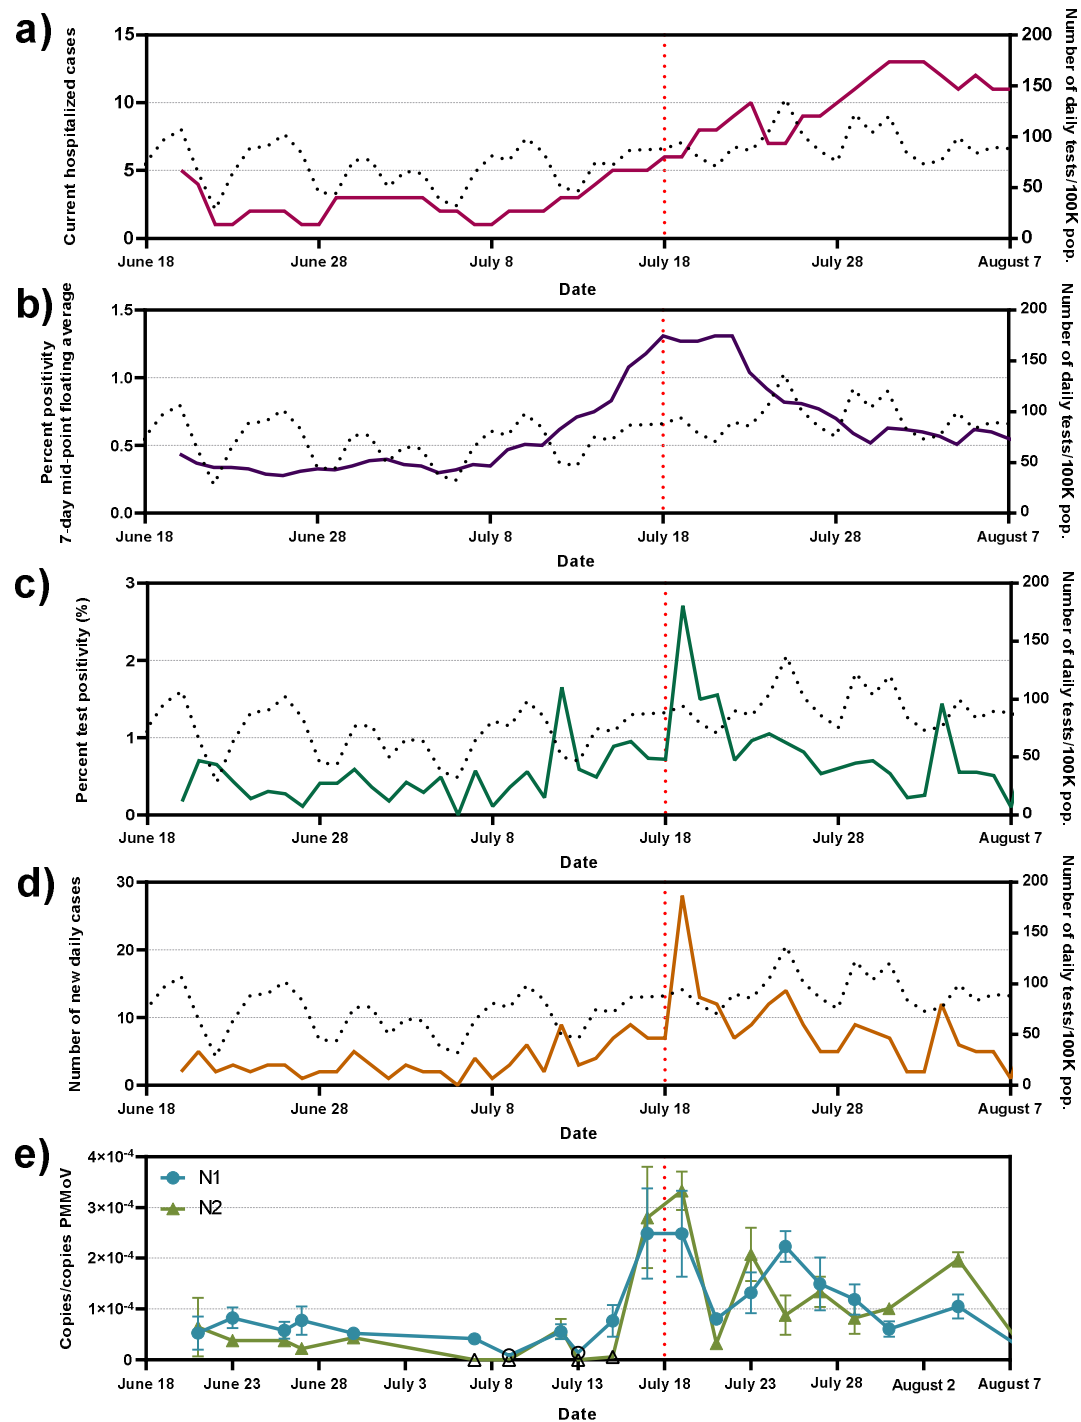 a)
Current hospitalized cases
15
10
5
0
200
150
100
50
0
Number of daily tests/100K pop.
June 18
June 28
July 8
July 18
July 28
August 7
Date
b)
Percent positivity
7-day mid-point floating average
1.5
1.0
0.5
0.0
200
150
100
50
0
Number of daily tests/100K pop.
June 18
June 28
July 8
July 18
July 28
August 7
Date
c)
Percent test positivity (%)
3
2
1
0
200
150
100
50
0
Number of daily tests/100K pop.
June 18
June 28
July 8
July 18
July 28
August 7
Date
d)
Number of new daily cases
30
20
10
0
200
150
100
50
0
Number of daily tests/100K pop.
June 18
June 28
July 8
July 18
July 28
August 7
Date
e)
Copies/copies PMMoV
4×10⁻⁴
3×10⁻⁴
2×10⁻⁴
1×10⁻⁴
0
N1
N2
June 18
June 23
July 3
July 8
July 13
July 18
July 23
July 28
August 2
August 7
Date